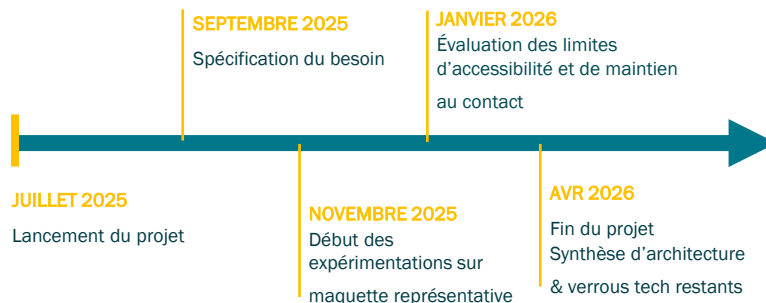 SEPTEMBRE 2025
Spécification du besoin
JANVIER 2026
Évaluation des limites
d'accessibilité et de maintien
au contact
JUILLET 2025
Lancement du projet
NOVEMBRE 2025
Début des
expérimentations sur
maquette représentative
AVR 2026
Fin du projet
Synthèse d'architecture
& verrous tech restants